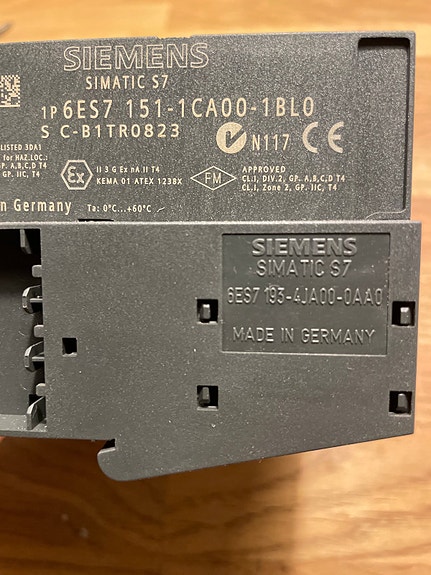 SIEMENS
SIMATIC S7
1P 6ES7 151-1CA00-1BL0
S C-B1TR0823
LISTED 3DA1
for HAZ.LOC.:
GP. A,B,C,D T4
GP. IIC, T4
II 3 G Ex nA II T4
KEMA 01 ATEX 1238X
Ex
FM
N117 CE
APPROVED
CL.I, DIV.2, GP. A,B,C,D T4
CL.I, Zone 2, GP. IIC, T4
in Germany
Ta: 0°C...+60°C
SIEMENS
SIMATIC S7
6ES7 193-4JA00-0AA0
MADE IN GERMANY